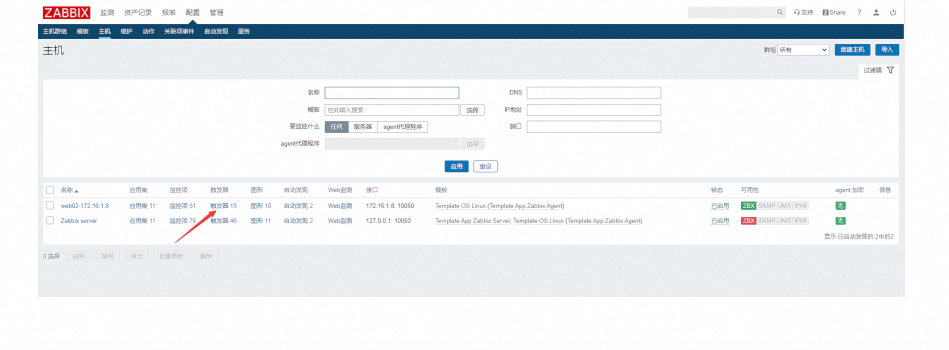 ZABBIX 监测 资产记录 报表 配置 管理 支持 Share ?
主机群组 模板 主机 维护 动作 关联项事件 自动发现 服务
主机 群组 所有 创建主机 导入
过滤器
名称 DNS
模板 在此输入搜索 选择 IP地址
要监控什么 任何 服务器 agent代理程序 端口
agent代理程序 选择
应用 重设
名称 应用集 监控项 触发器 图形 自动发现 Web监测 接口 模板 状态 可用性 agent 加密 信息
web02-172.16.1.8 应用集 11 监控项 51 触发器 19 图形 10 自动发现 2 Web监测 172.16.1.8: 10050 Template OS Linux (Template App Zabbix Agent) 已启用 ZBX SNMP JMX IPMI 无
Zabbix server 应用集 11 监控项 76 触发器 46 图形 11 自动发现 2 Web监测 127.0.0.1: 10050 Template App Zabbix Server, Template OS Linux (Template App Zabbix Agent) 已启用 ZBX SNMP JMX IPMI 无
显示 已自动发现的 2中的2
0 选择 启用 禁用 导出 批量更新 删除